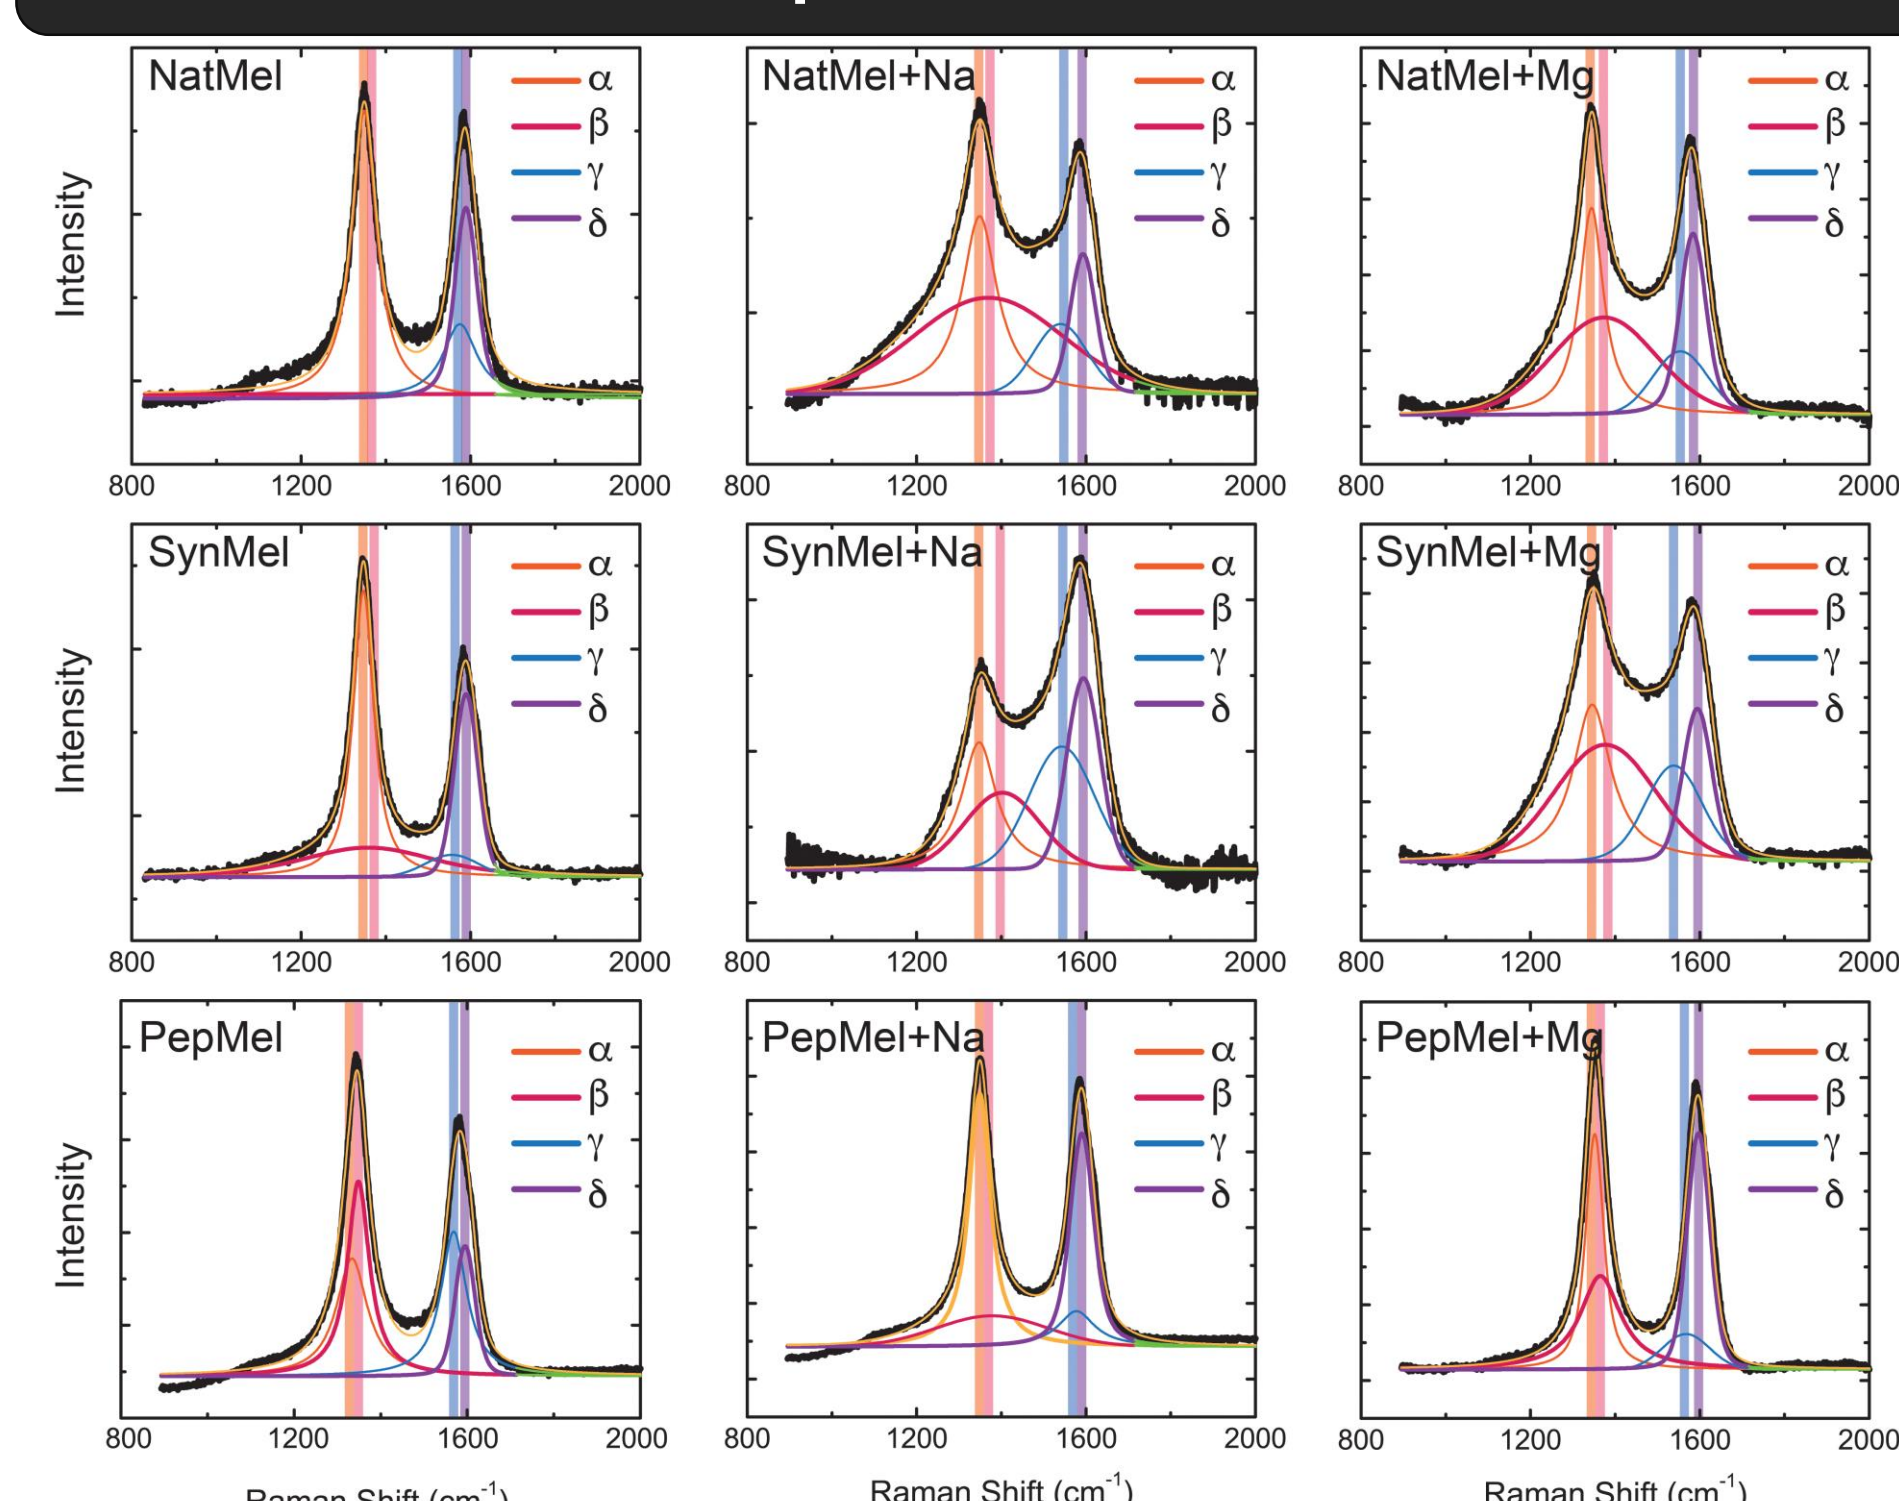 NatMel
α
β
γ
δ
Intensity
800 1200 1600 2000
NatMel+Na
α
β
γ
δ
800 1200 1600 2000
NatMel+Mg
α
β
γ
δ
800 1200 1600 2000
SynMel
α
β
γ
δ
Intensity
800 1200 1600 2000
SynMel+Na
α
β
γ
δ
800 1200 1600 2000
SynMel+Mg
α
β
γ
δ
800 1200 1600 2000
PepMel
α
β
γ
δ
Intensity
800 1200 1600 2000
Raman Shift (cm⁻¹)
PepMel+Na
α
β
γ
δ
800 1200 1600 2000
Raman Shift (cm⁻¹)
PepMel+Mg
α
β
γ
δ
800 1200 1600 2000
Raman Shift (cm⁻¹)